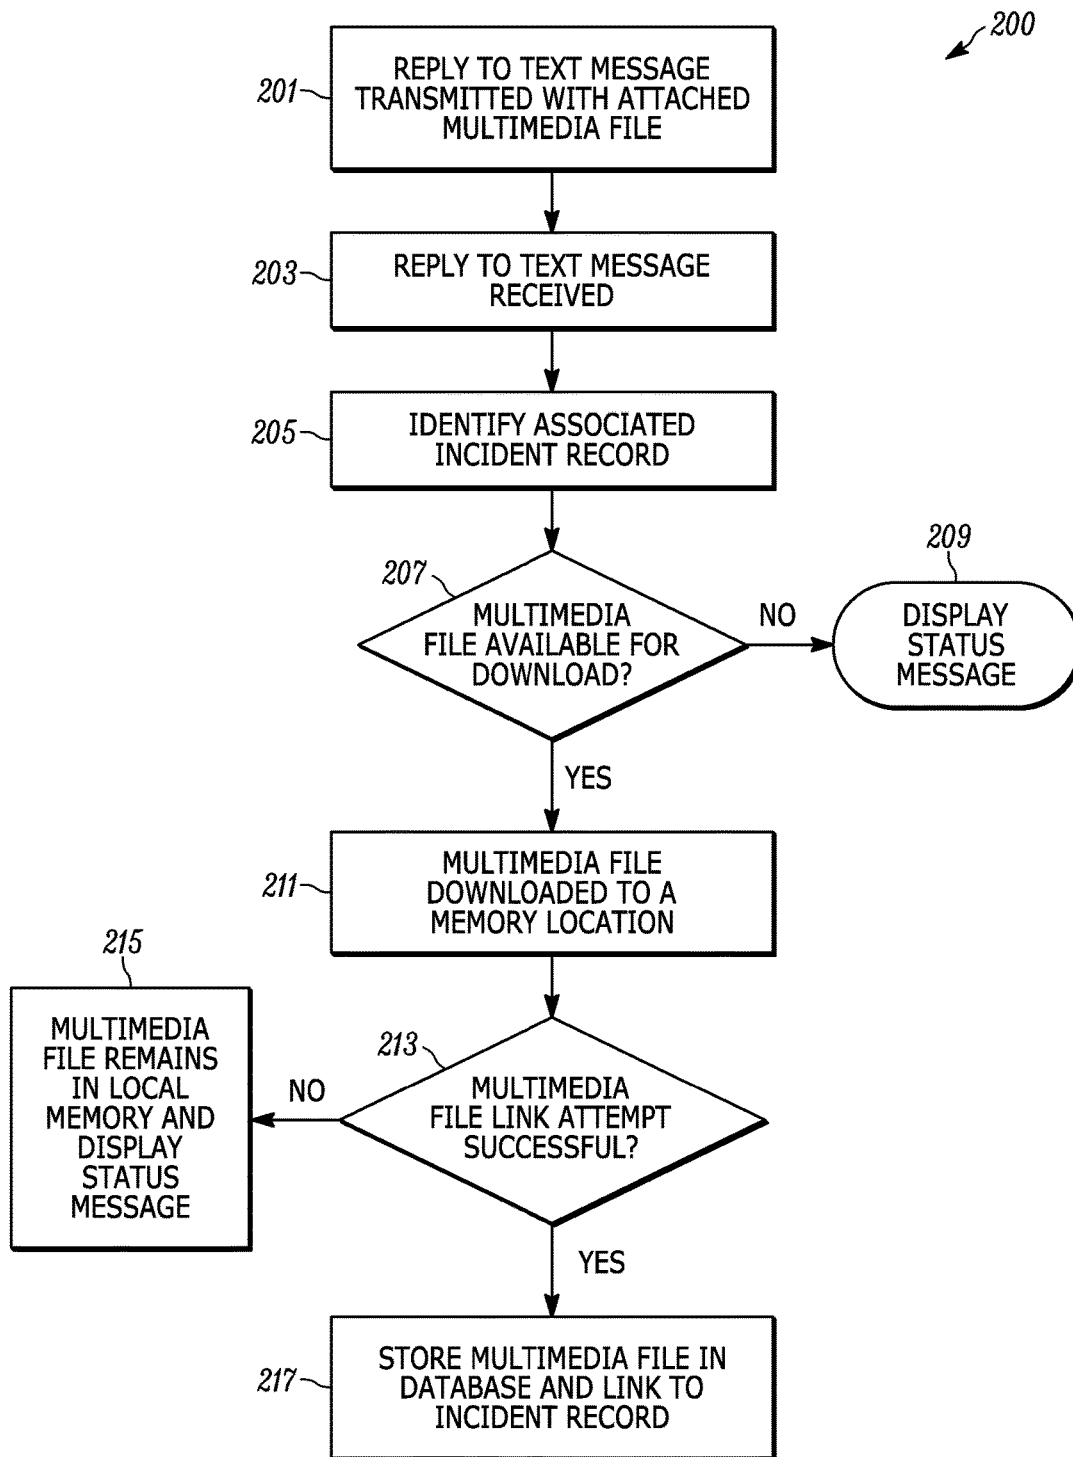 200
201
REPLY TO TEXT MESSAGE
TRANSMITTED WITH ATTACHED
MULTIMEDIA FILE
203
REPLY TO TEXT MESSAGE
RECEIVED
205
IDENTIFY ASSOCIATED
INCIDENT RECORD
207
MULTIMEDIA
FILE AVAILABLE FOR
DOWNLOAD?
NO
209
DISPLAY
STATUS
MESSAGE
YES
211
MULTIMEDIA FILE
DOWNLOADED TO A
MEMORY LOCATION
213
MULTIMEDIA
FILE LINK ATTEMPT
SUCCESSFUL?
NO
215
MULTIMEDIA
FILE REMAINS
IN LOCAL
MEMORY AND
DISPLAY
STATUS
MESSAGE
YES
217
STORE MULTIMEDIA FILE IN
DATABASE AND LINK TO
INCIDENT RECORD